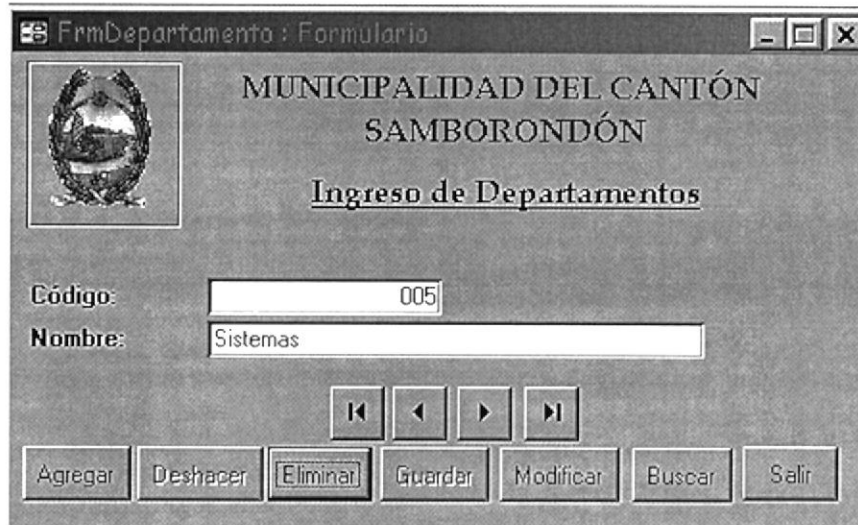 FrmDepartamento : Formulario
MUNICIPALIDAD DEL CANTÓN
SAMBORONDÓN
Ingreso de Departamentos
Código: 005
Nombre: Sistemas
Agregar Deshacer Eliminar Guardar Modificar Buscar Salir